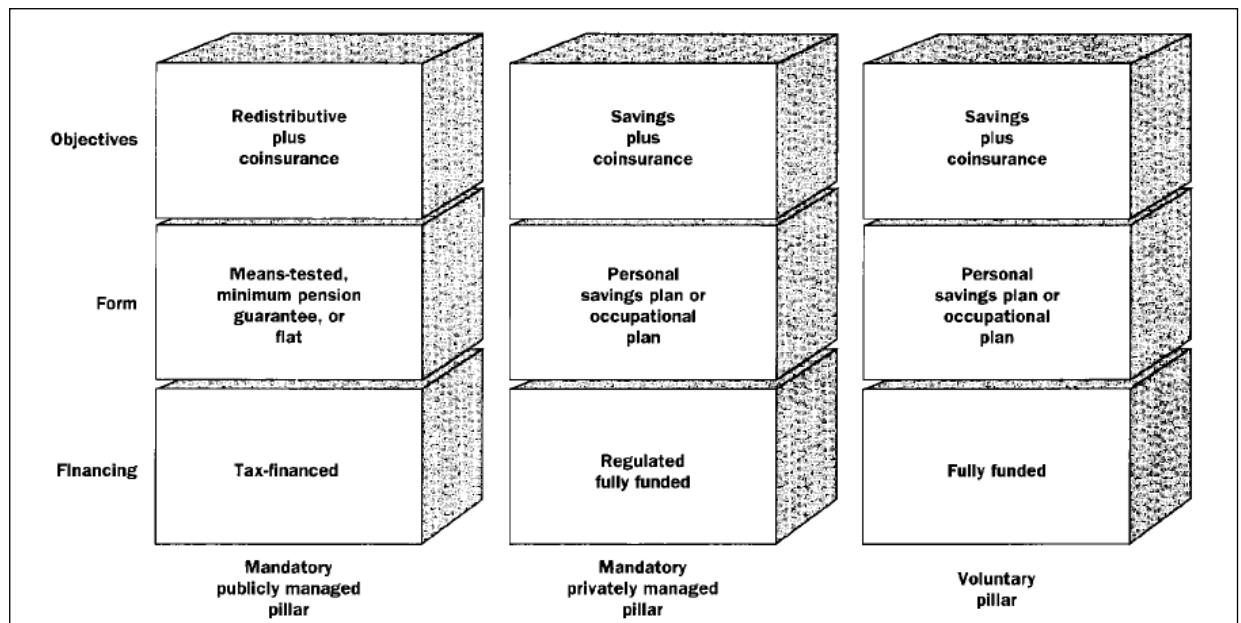 Objectives
Redistributive
plus
coinsurance
Savings
plus
coinsurance
Savings
plus
coinsurance
Form
Means-tested,
minimum pension
guarantee, or
flat
Personal
savings plan or
occupational
plan
Personal
savings plan or
occupational
plan
Financing
Tax-financed
Regulated
fully funded
Fully funded
Mandatory
publicly managed
pillar
Mandatory
privately managed
pillar
Voluntary
pillar